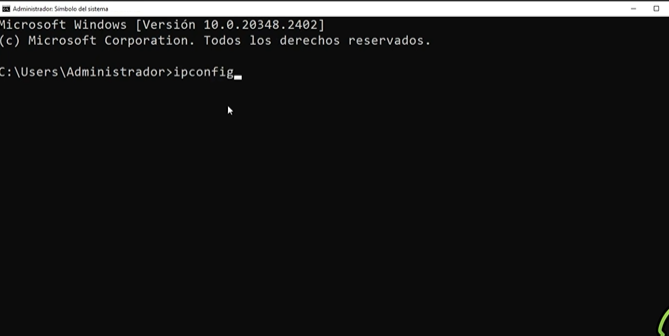 Administrador: Símbolo del sistema
Microsoft Windows [Versión 10.0.20348.2402]
(c) Microsoft Corporation. Todos los derechos reservados.
C:\Users\Administrador>ipconfig